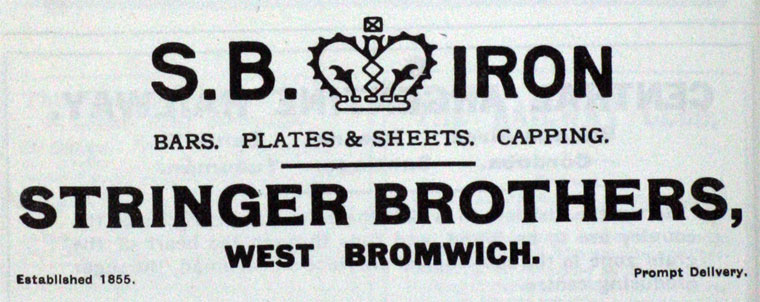 S.B. IRON
BARS. PLATES & SHEETS. CAPPING.
STRINGER BROTHERS,
WEST BROMWICH.
Established 1855.
Prompt Delivery.